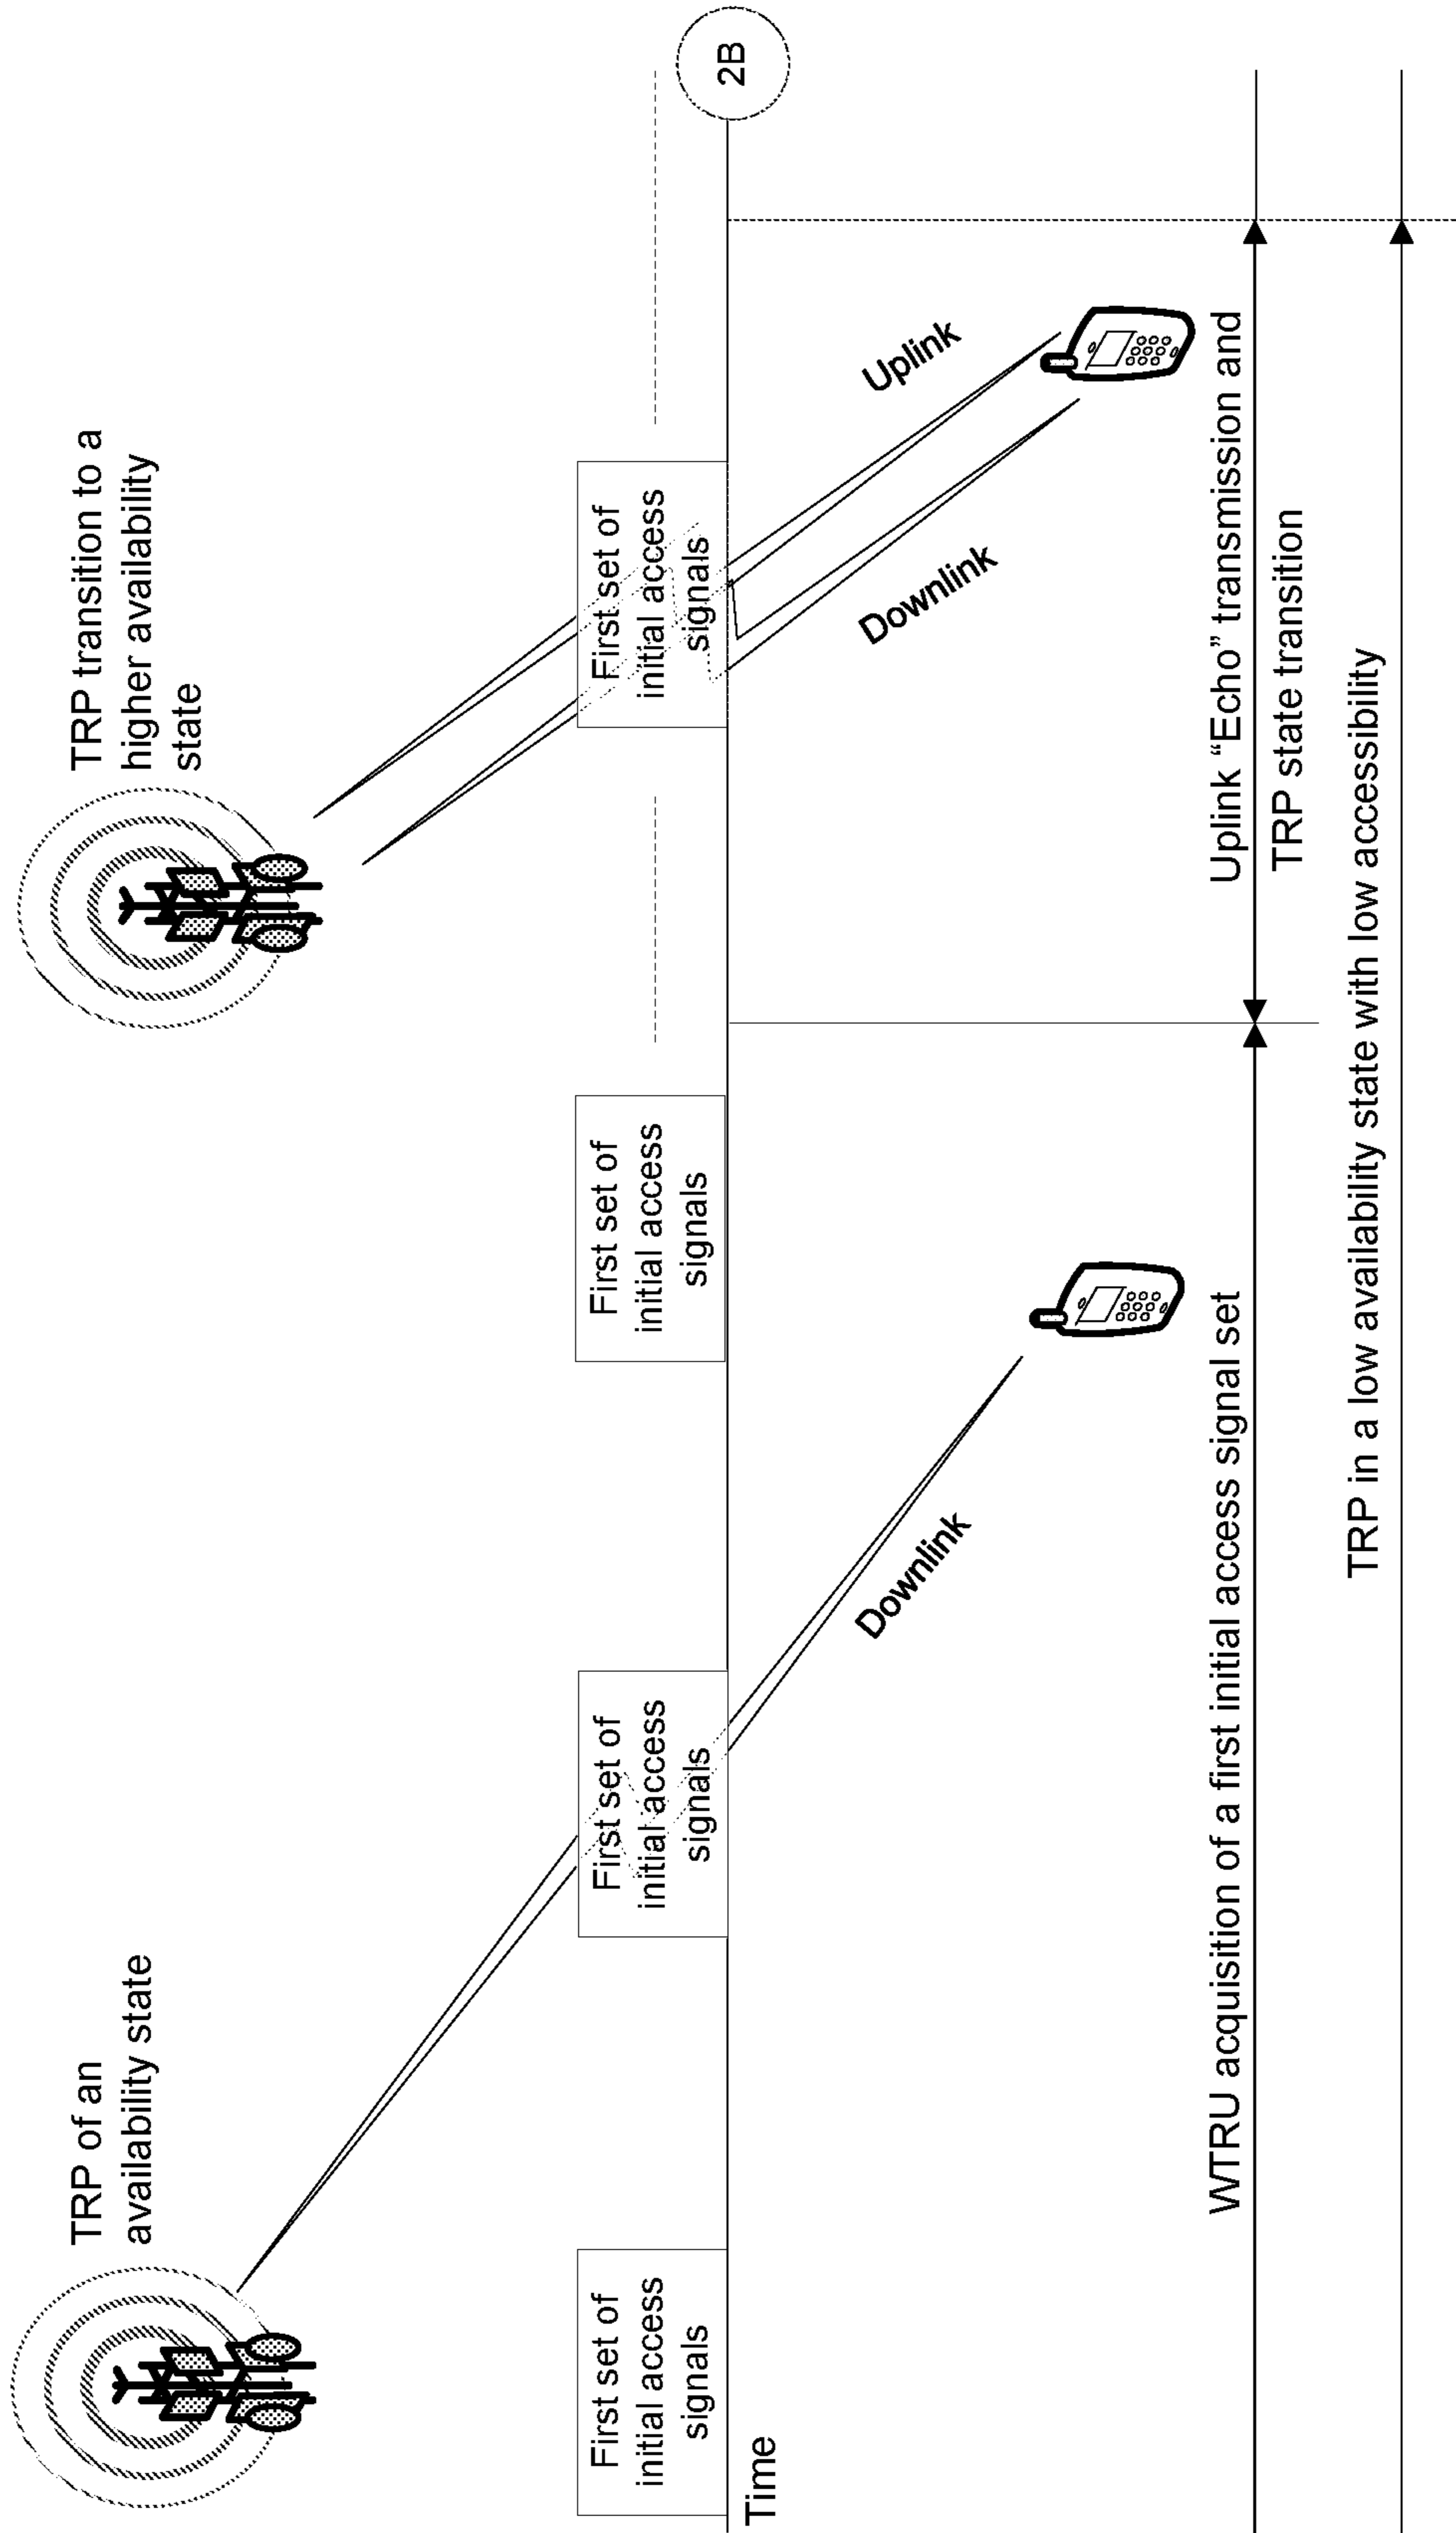 TRP of an
availability state
TRP transition to a
higher availability
state
First set of
initial access
signals
First set of
initial access
signals
First set of
initial access
signals
First set of
initial access
signals
2B
Time
Downlink
Downlink
Uplink
WTRU acquisition of a first initial access signal set
Uplink “Echo” transmission and
TRP state transition
TRP in a low availability state with low accessibility